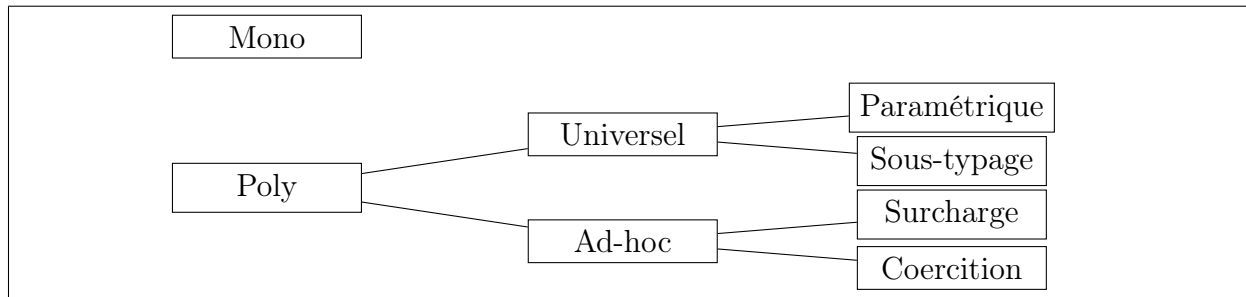 Mono
Poly
Universel
Ad-hoc
Paramétrique
Sous-typage
Surcharge
Coercition